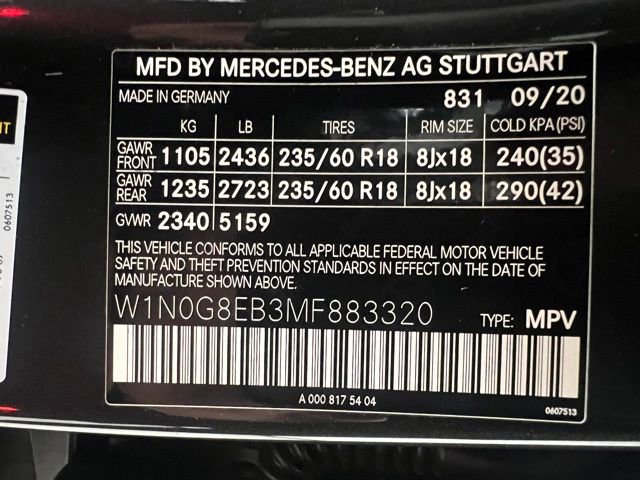 MFD BY MERCEDES-BENZ AG STUTTGART
MADE IN GERMANY 831 09/20
KG LB TIRES RIM SIZE COLD KPA(PSI)
GAWR FRONT 1105 2436 235/60 R18 8Jx18 240(35)
GAWR REAR 1235 2723 235/60 R18 8Jx18 290(42)
GVWR 2340 5159
THIS VEHICLE CONFORMS TO ALL APPLICABLE FEDERAL MOTOR VEHICLE
SAFETY AND THEFT PREVENTION STANDARDS IN EFFECT ON THE DATE OF
MANUFACTURE SHOWN ABOVE.
W1N0G8EB3MF883320 TYPE: MPV
A 000 817 54 04
0607513
0607513